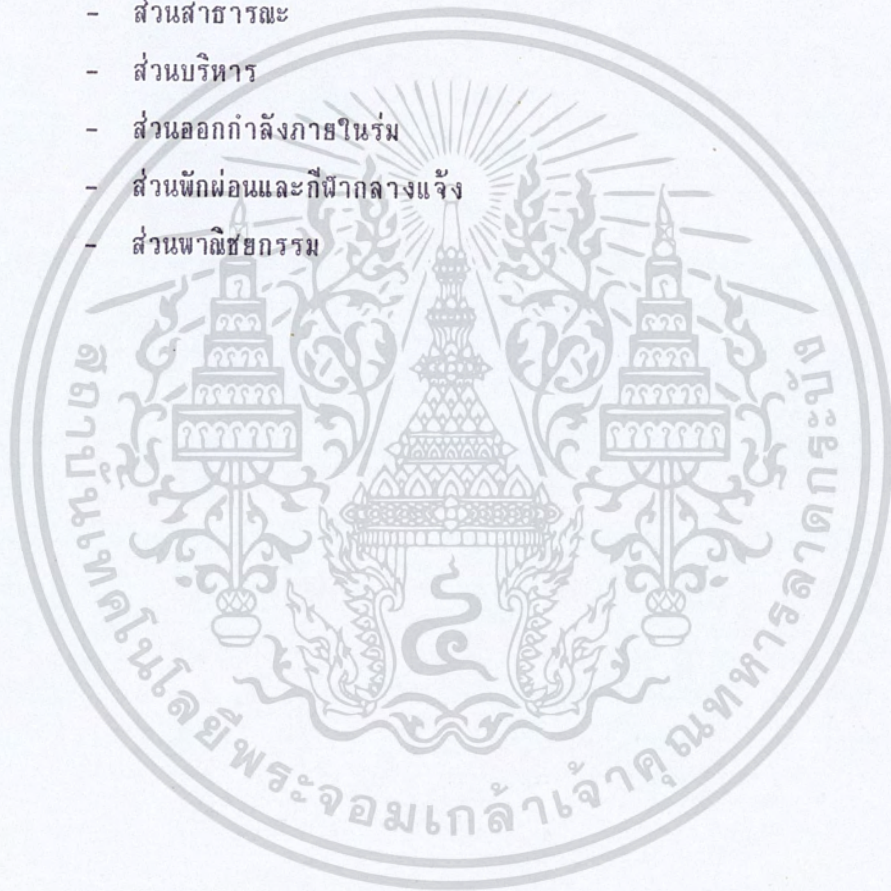 - ส่วนสาธารณะ
- ส่วนบริหาร
- ส่วนออกกำลังภายในร่ม
- ส่วนพักผ่อนและกีฬากลางแจ้ง
- ส่วนพาณิชยกรรม
สถาบันเทคโนโลยีพระจอมเกล้าเจ้าคุณทหารลาดกระบัง
๔